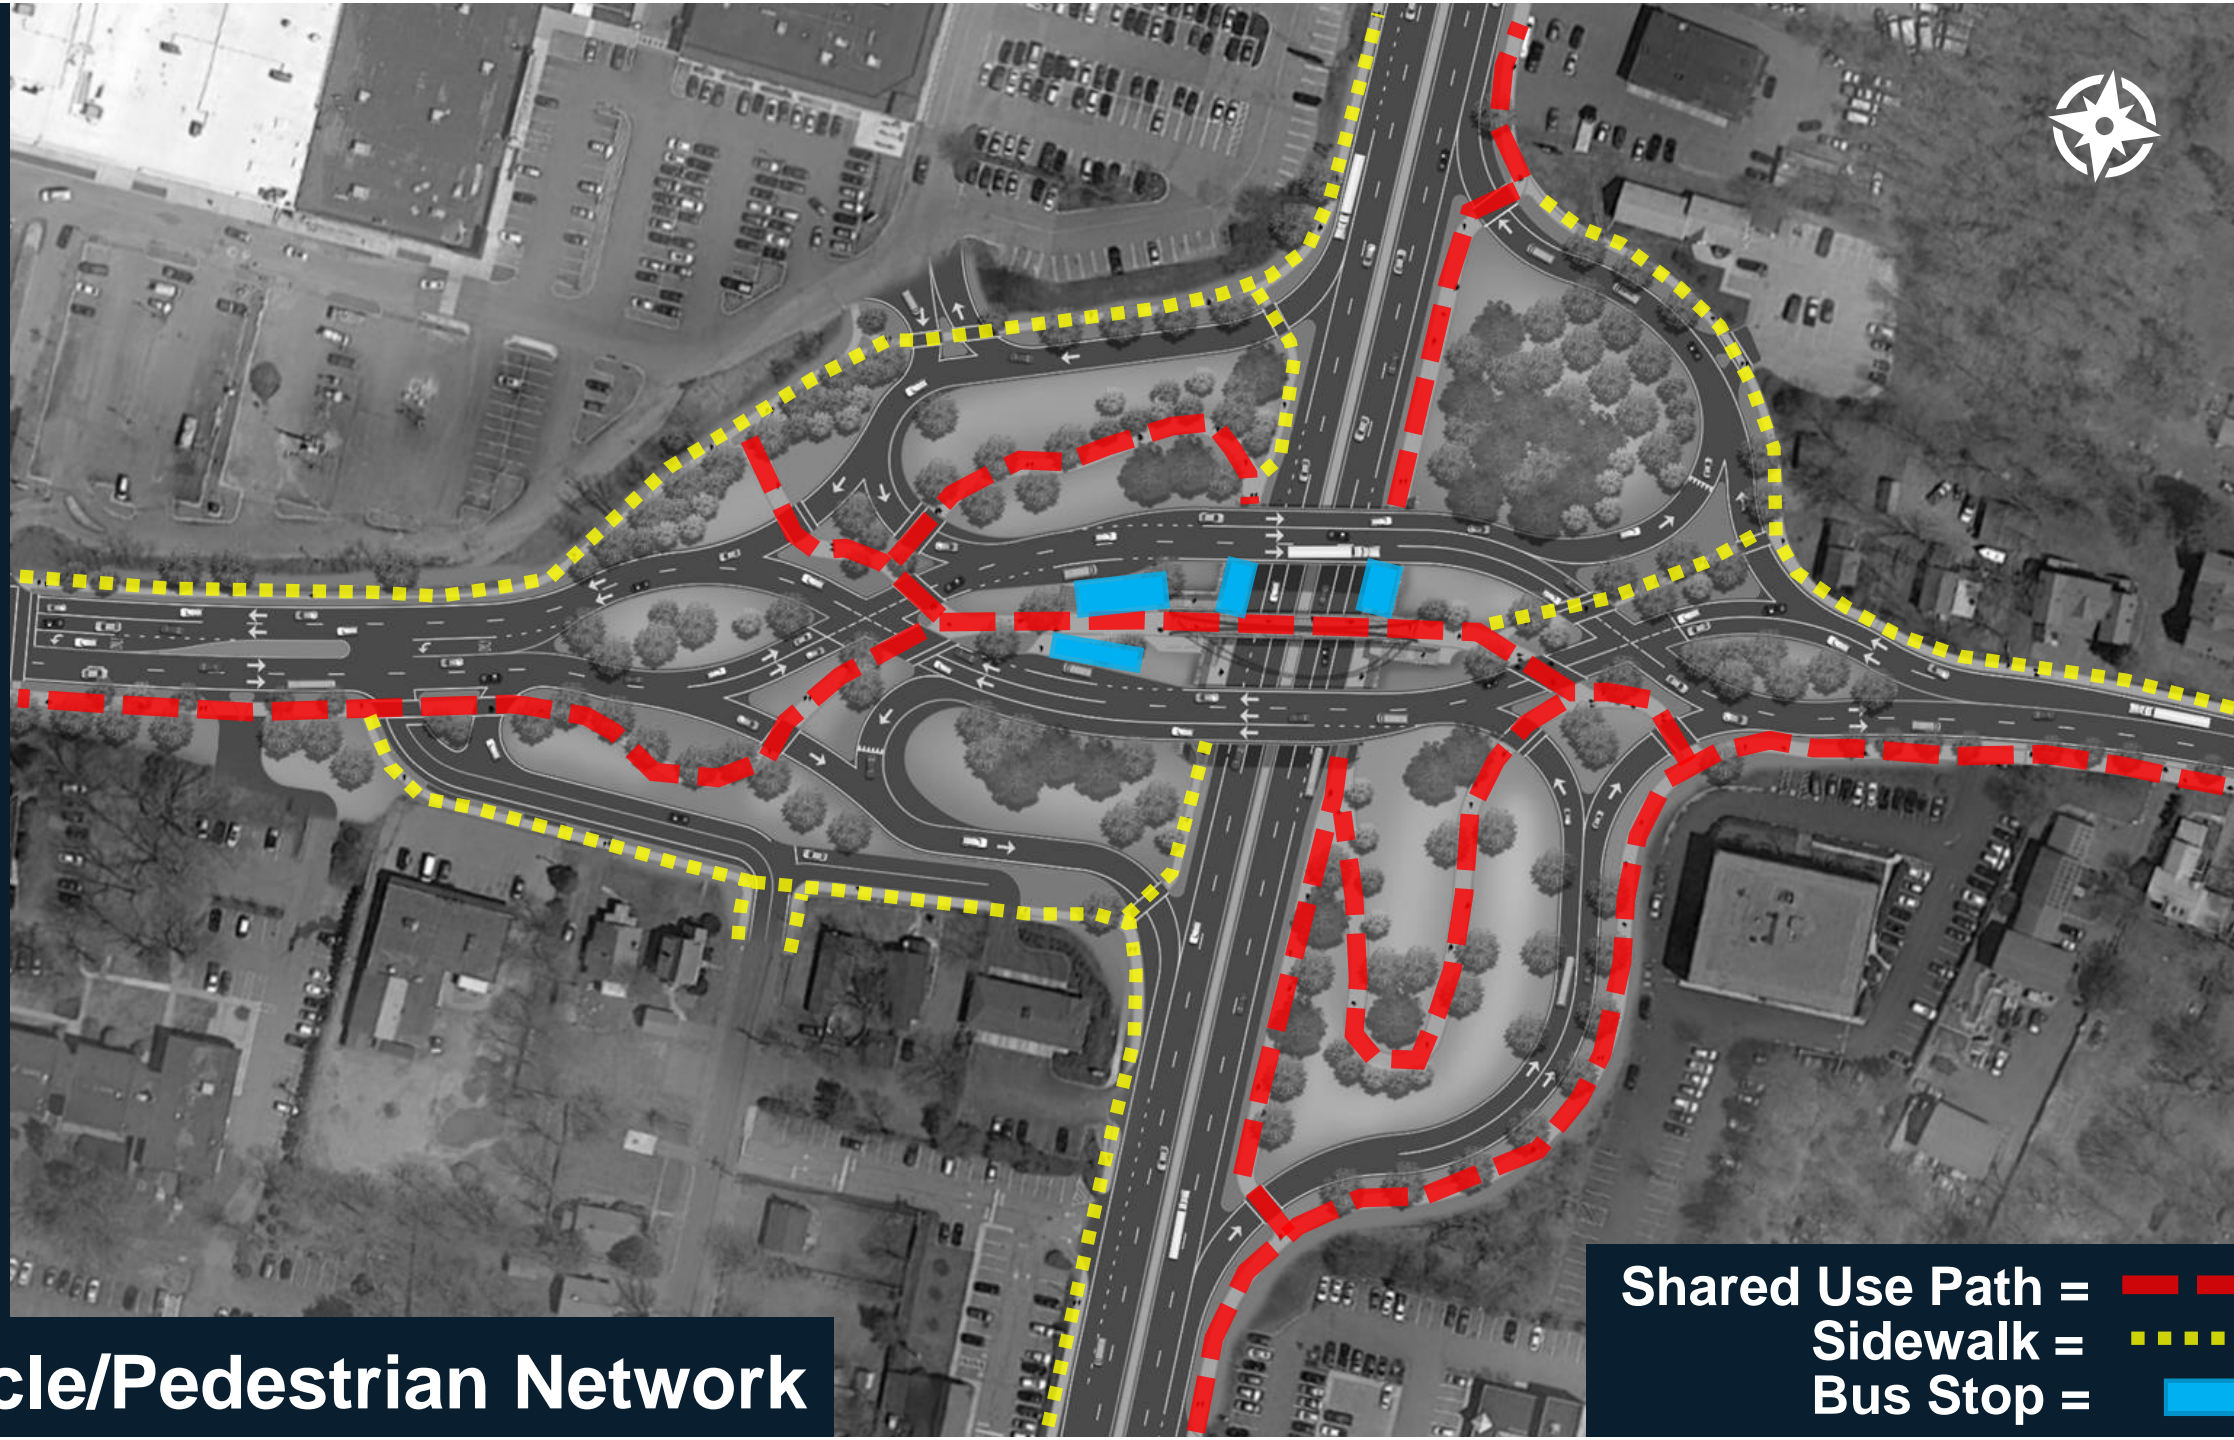 cle/Pedestrian Network
Shared Use Path =
Sidewalk =
Bus Stop =